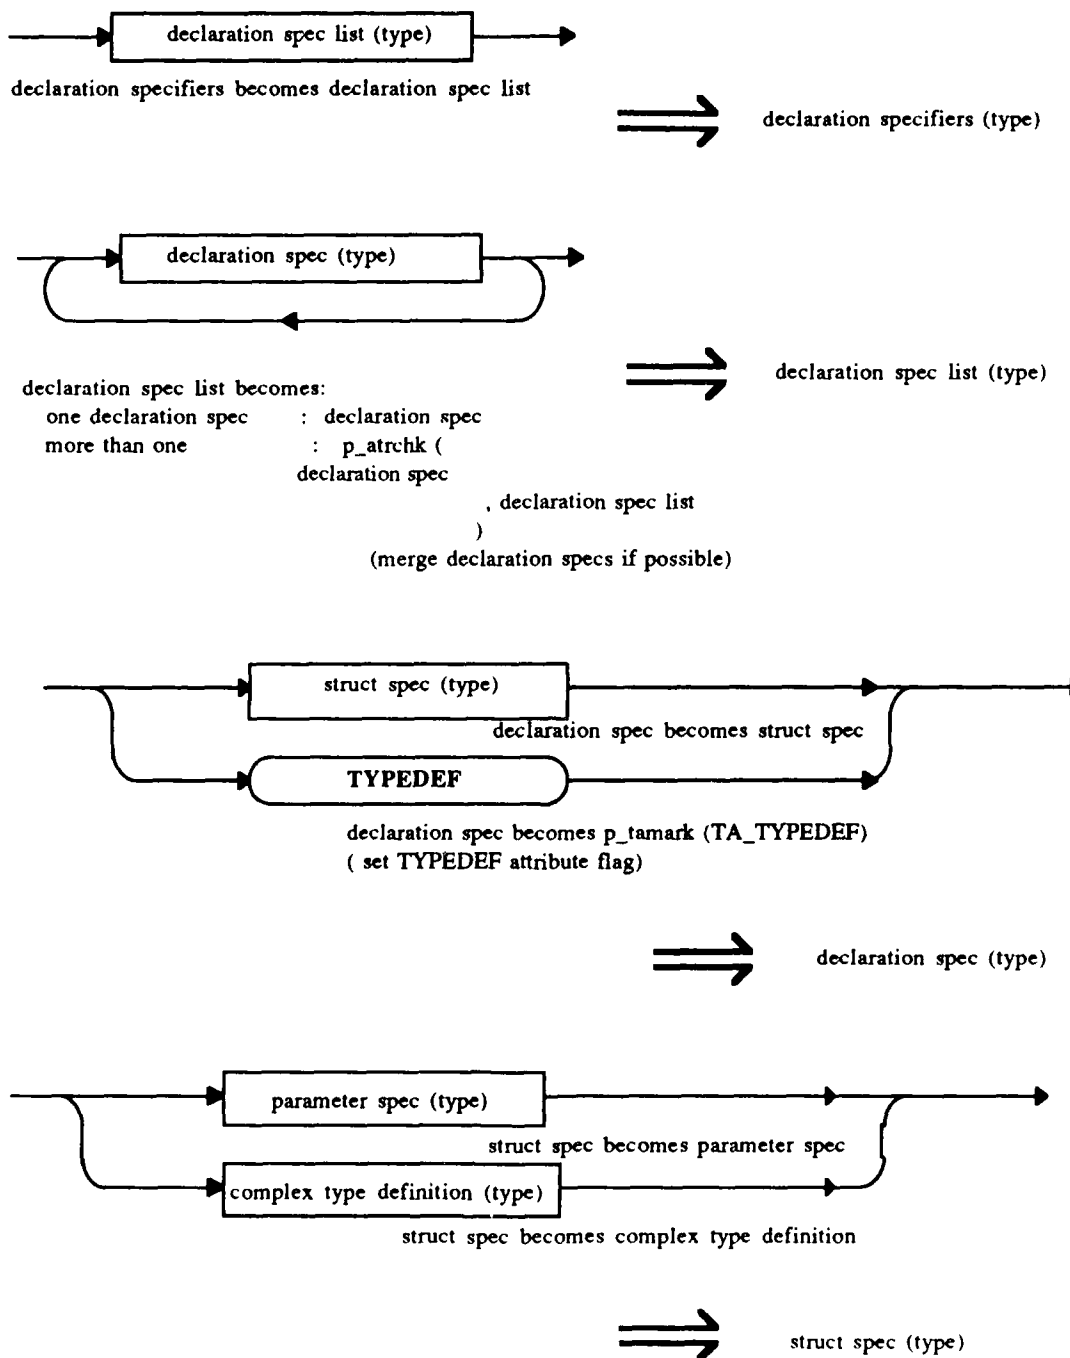 declaration spec list (type)
declaration specifiers becomes declaration spec list
declaration specifiers (type)
declaration spec (type)
declaration spec list (type)
declaration spec list becomes:
one declaration spec : declaration spec
more than one : p_atrchk (
declaration spec
, declaration spec list
)
(merge declaration specs if possible)
struct spec (type)
declaration spec becomes struct spec
TYPEDEF
declaration spec becomes p_tamark (TA_TYPEDEF)
( set TYPEDEF attribute flag)
declaration spec (type)
parameter spec (type)
struct spec becomes parameter spec
complex type definition (type)
struct spec becomes complex type definition
struct spec (type)